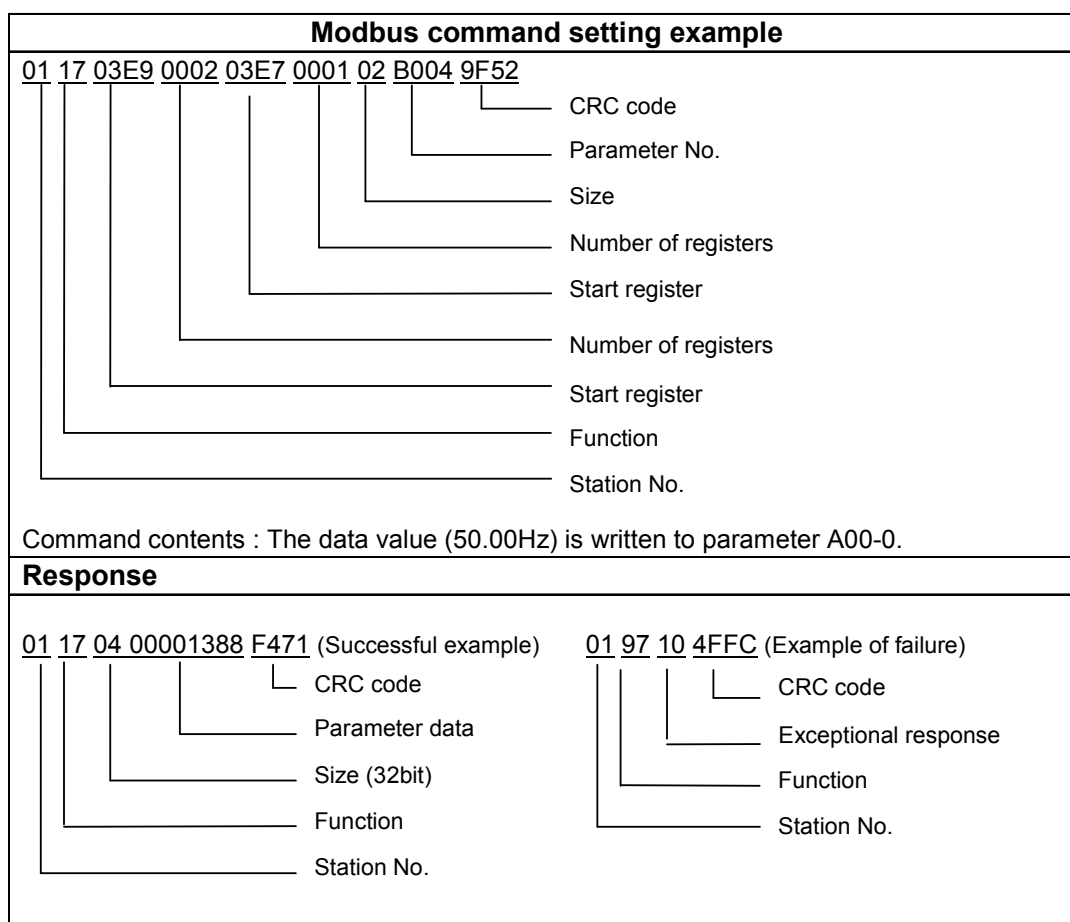 Modbus command setting example
01 17 03E9 0002 03E7 0001 02 B004 9F52
CRC code
Parameter No.
Size
Number of registers
Start register
Number of registers
Start register
Function
Station No.
Command contents : The data value (50.00Hz) is written to parameter A00-0.
Response
01 17 04 00001388 F471 (Successful example)
CRC code
Parameter data
Size (32bit)
Function
Station No.
01 97 10 4FFC (Example of failure)
CRC code
Exceptional response
Function
Station No.